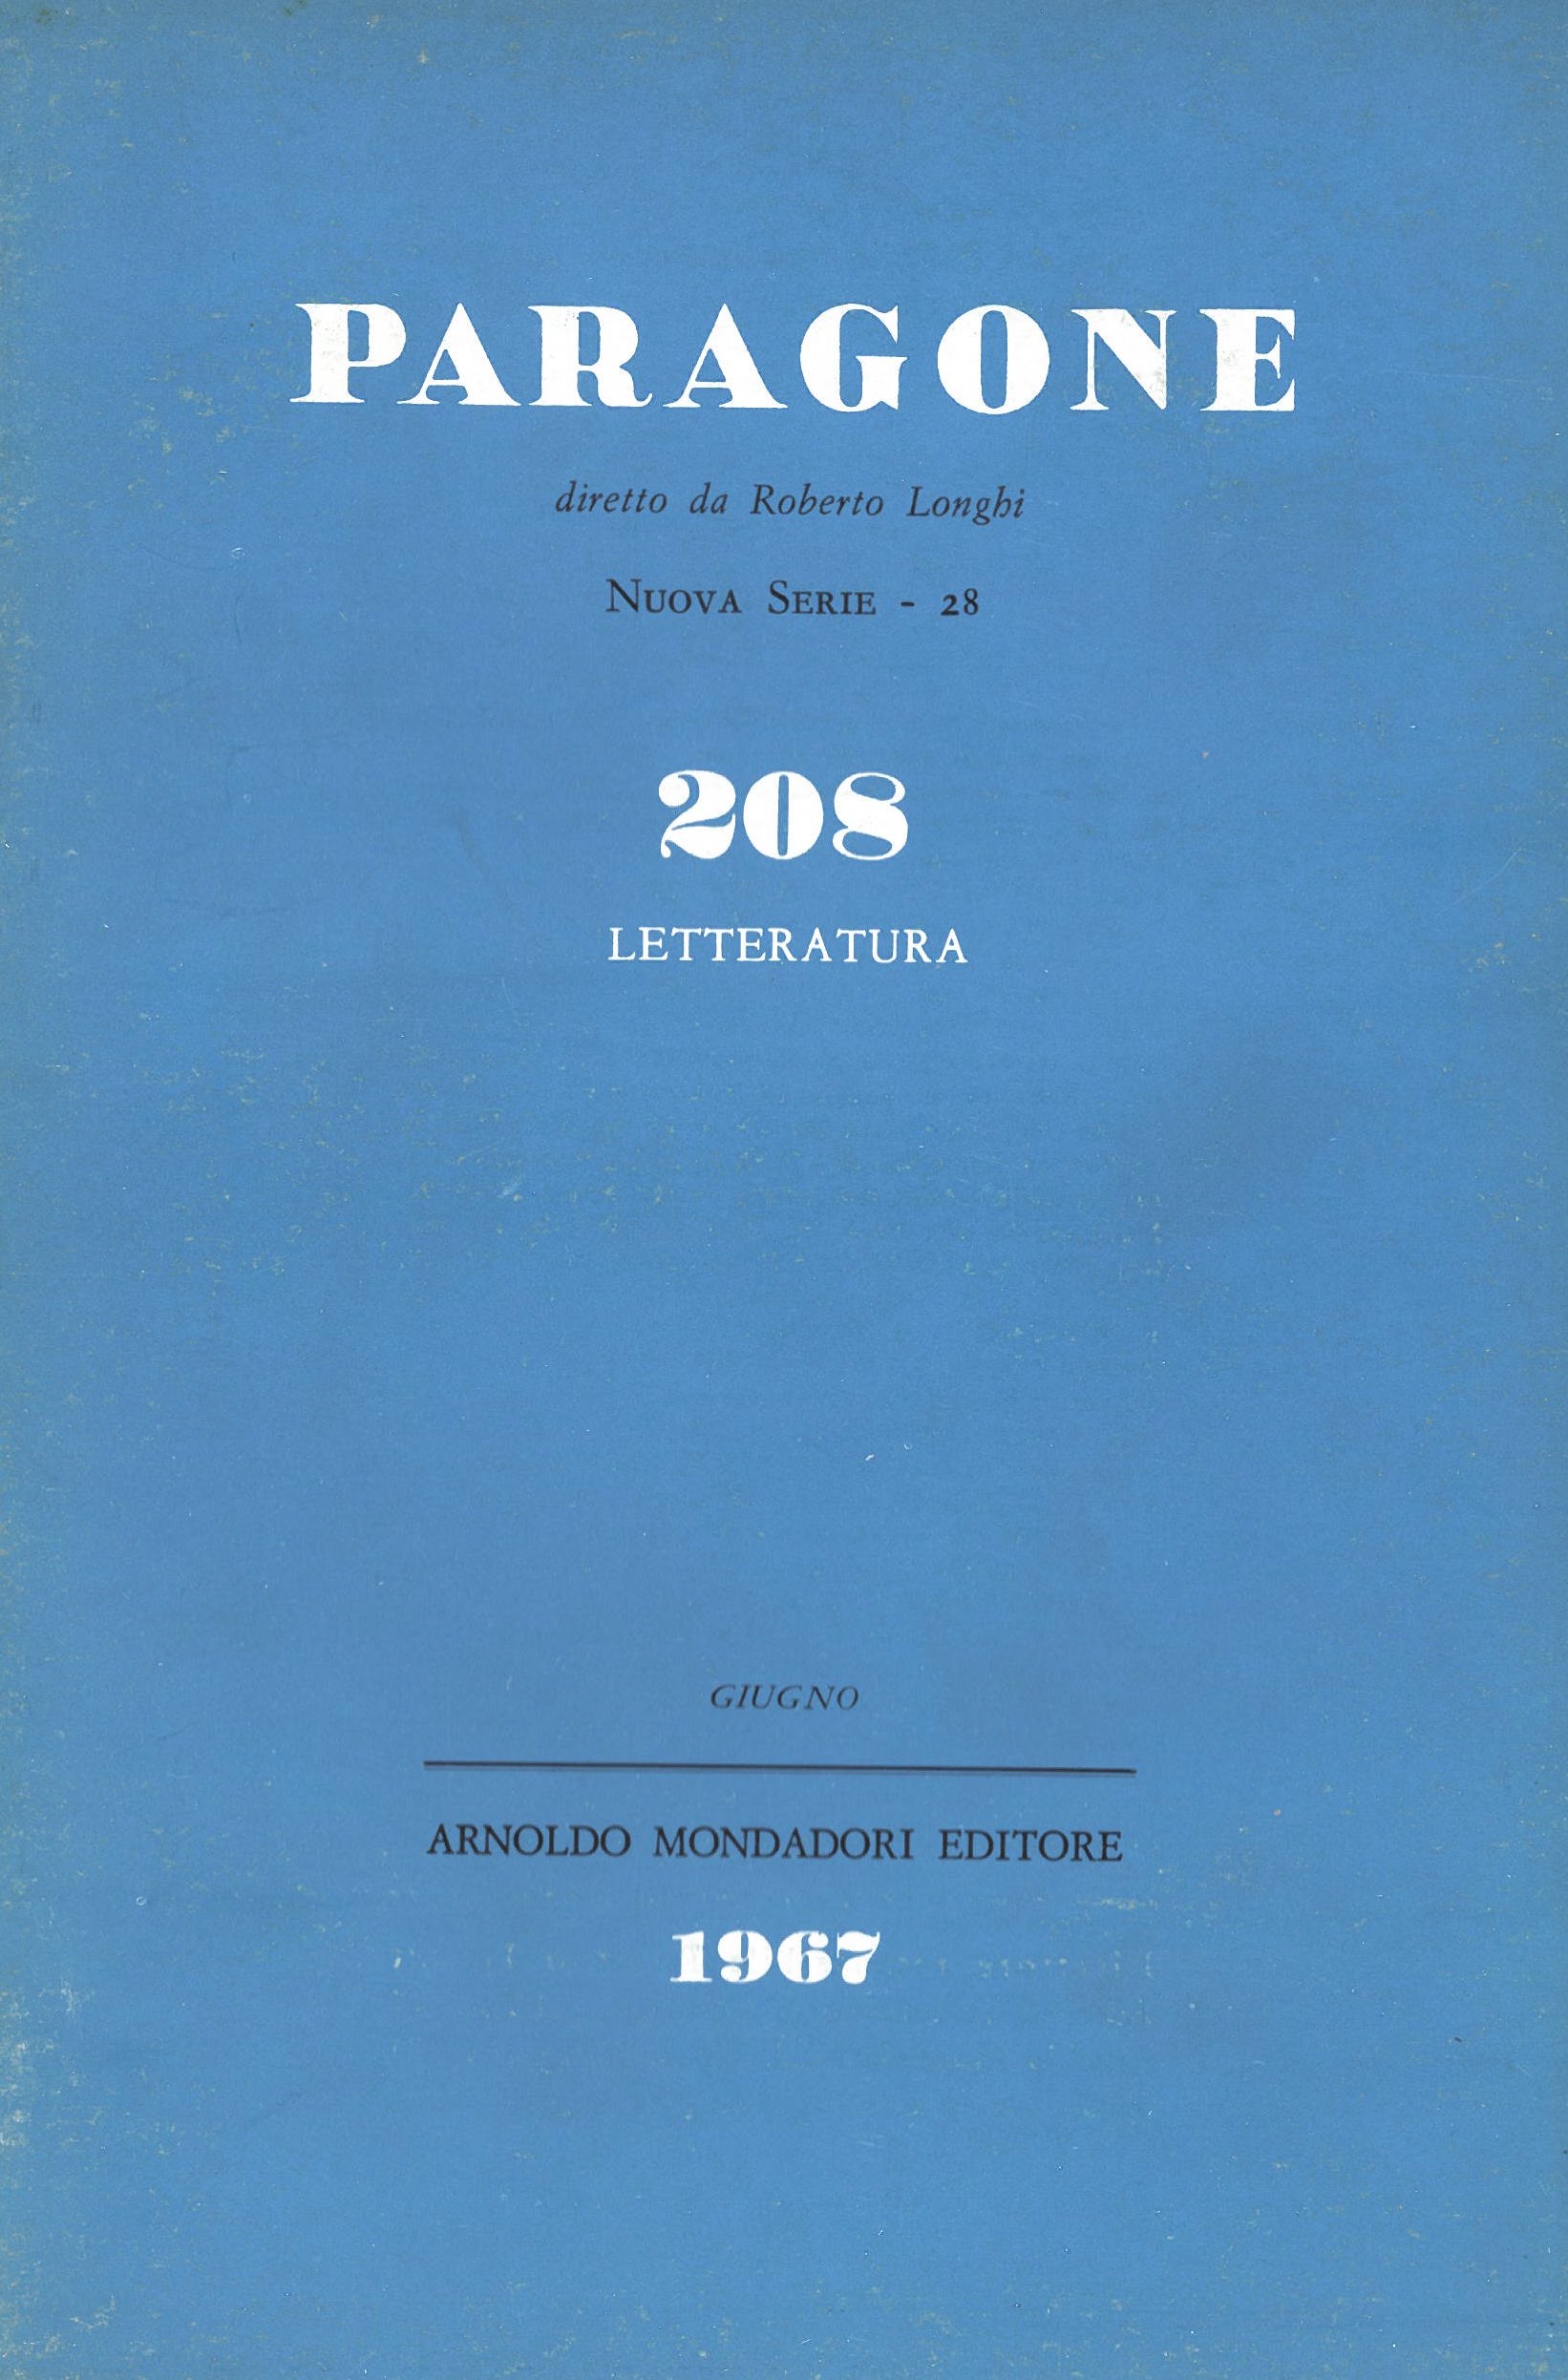 PARAGONE
diretto da Roberto Longhi
NUOVA SERIE - 28
208
LETTERATURA
GIUGNO
ARNOLDO MONDADORI EDITORE
1967